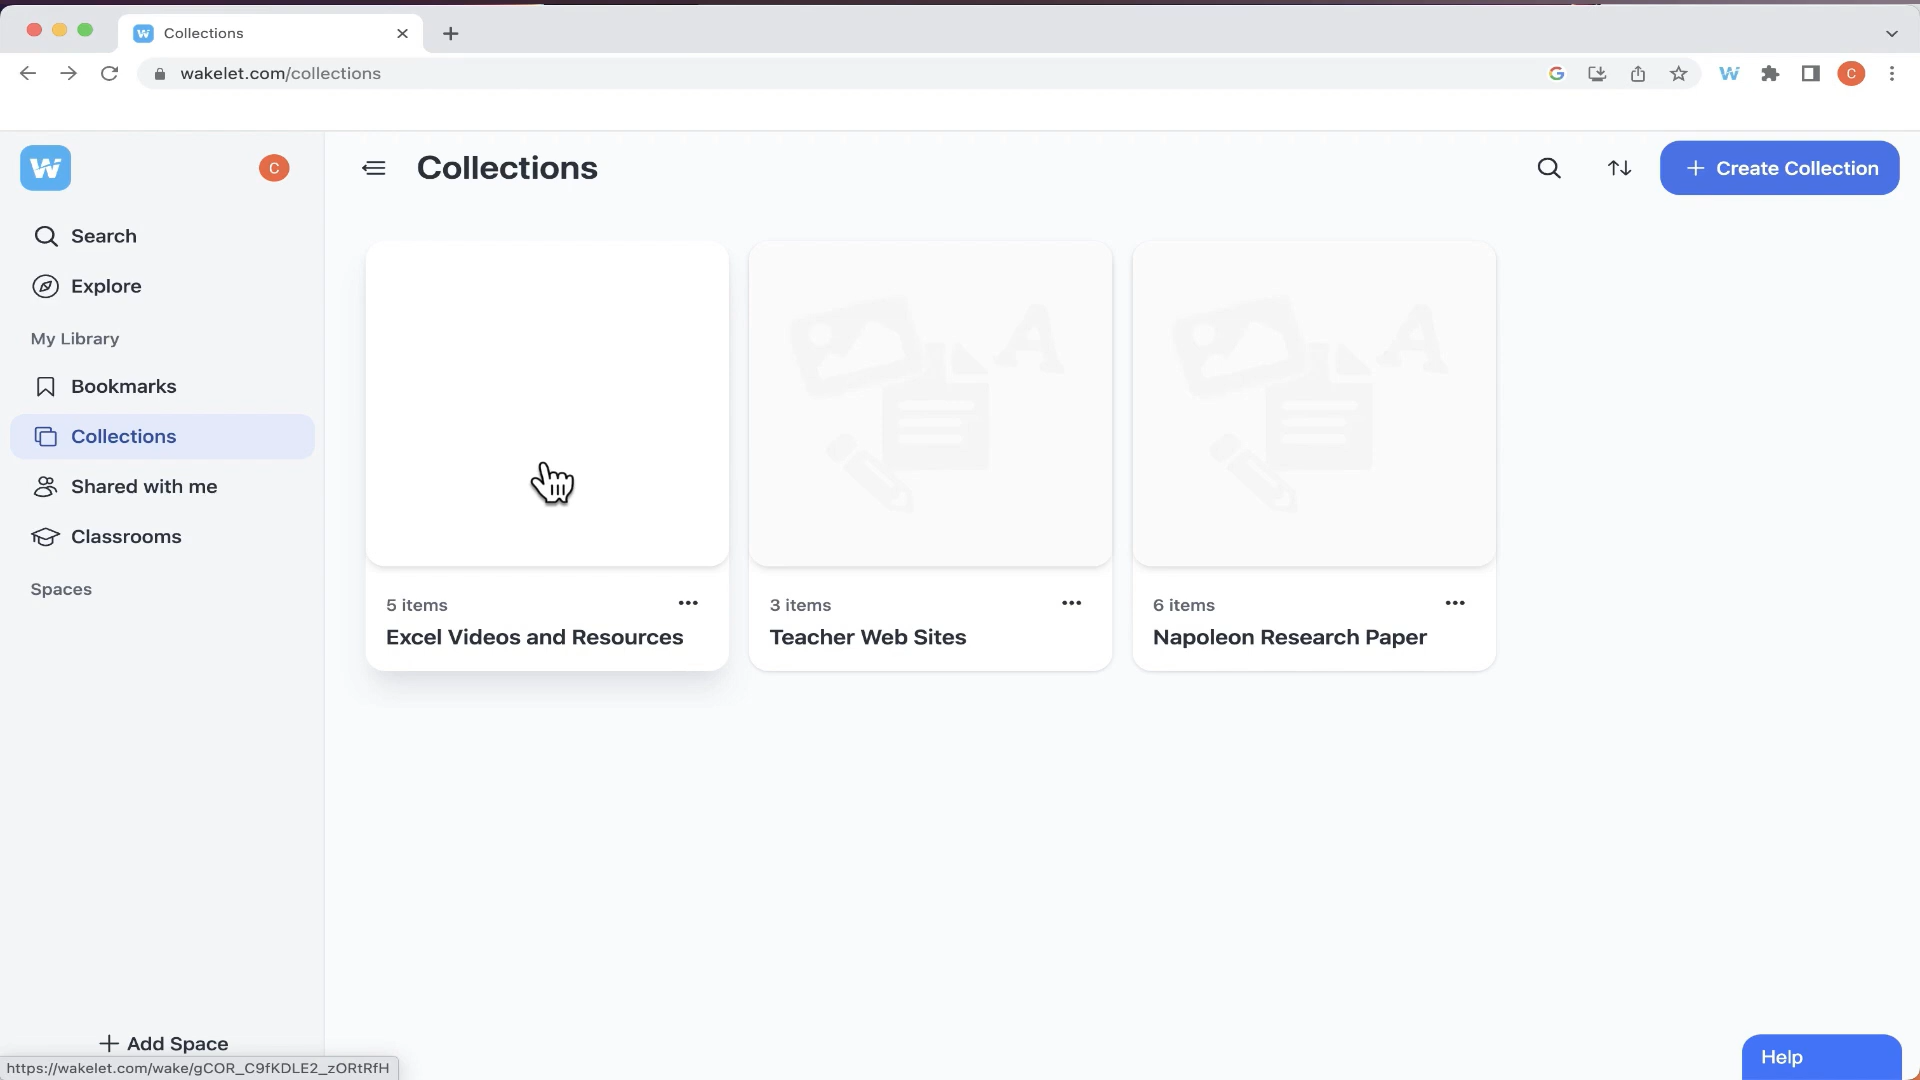 Collections
wakelet.com/collections
C
C
Collections
Create Collection
Search
Explore
My Library
Bookmarks
Collections
Shared with me
Classrooms
Spaces
5 items
Excel Videos and Resources
3 items
Teacher Web Sites
6 items
Napoleon Research Paper
Add Space
https://wakelet.com/wake/gCOR_C9fKDLE2_zORtRfH
Help